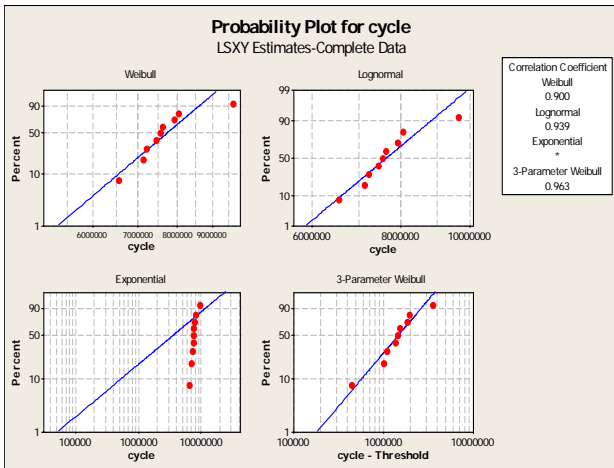 Probability Plot for cycle
LSXY Estimates-Complete Data
Weibull
Percent
90
50
10
1
6000000 7000000 8000000 9000000
cycle
Lognormal
Percent
99
90
50
10
1
6000000 8000000 10000000
cycle
Correlation Coefficient
Weibull
0.900
Lognormal
0.939
Exponential
*
3-Parameter Weibull
0.963
Exponential
Percent
90
50
10
1
100000 1000000 10000000
cycle
3-Parameter Weibull
Percent
90
50
10
1
100000 1000000 10000000
cycle - Threshold